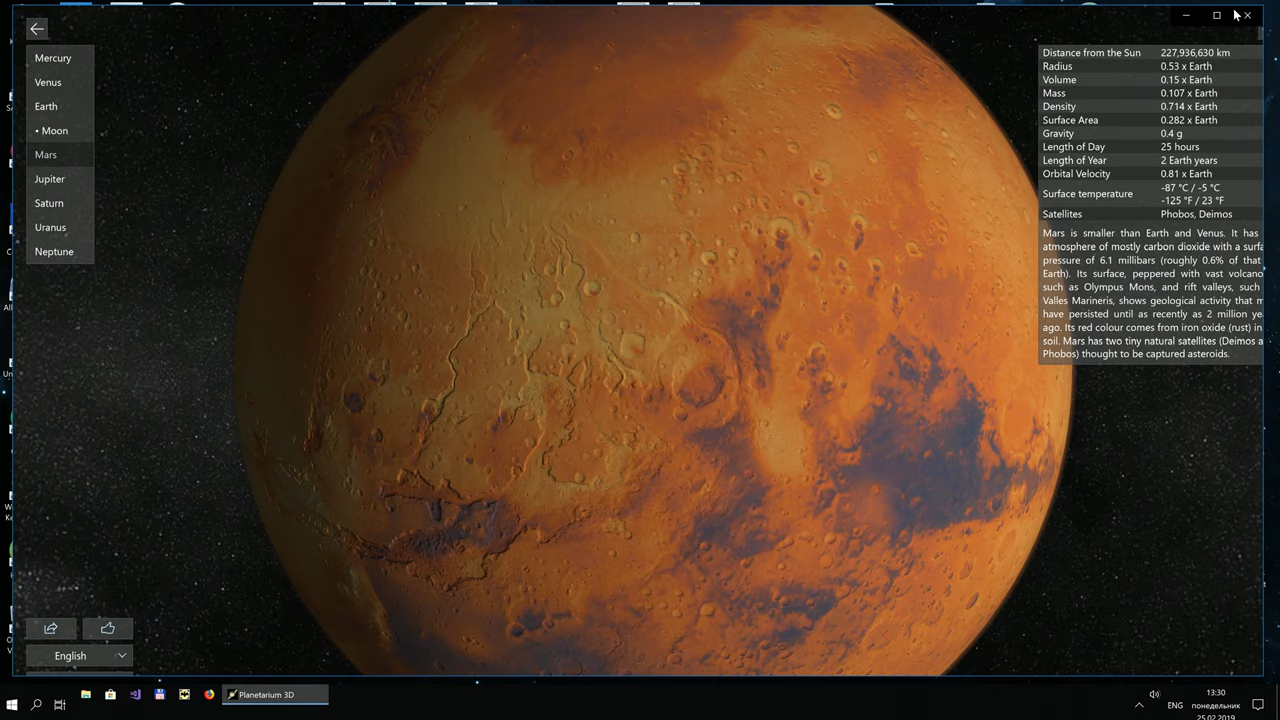 Mercury
Venus
Earth
• Moon
Mars
Jupiter
Saturn
Uranus
Neptune
Distance from the Sun 227,936,630 km
Radius 0.53 x Earth
Volume 0.15 x Earth
Mass 0.107 x Earth
Density 0.714 x Earth
Surface Area 0.282 x Earth
Gravity 0.4 g
Length of Day 25 hours
Length of Year 2 Earth years
Orbital Velocity 0.81 x Earth
Surface temperature -87 °C / -5 °C
-125 °F / 23 °F
Satellites Phobos, Deimos
Mars is smaller than Earth and Venus. It has
atmosphere of mostly carbon dioxide with a surfa
pressure of 6.1 millibars (roughly 0.6% of that
Earth). Its surface, peppered with vast volcano
such as Olympus Mons, and rift valleys, such
Valles Marineris, shows geological activity that m
have persisted until as recently as 2 million ye
ago. Its red colour comes from iron oxide (rust) in
soil. Mars has two tiny natural satellites (Deimos a
Phobos) thought to be captured asteroids.
English
Planetarium 3D
ENG
13:30
понедельник
25.02.2019